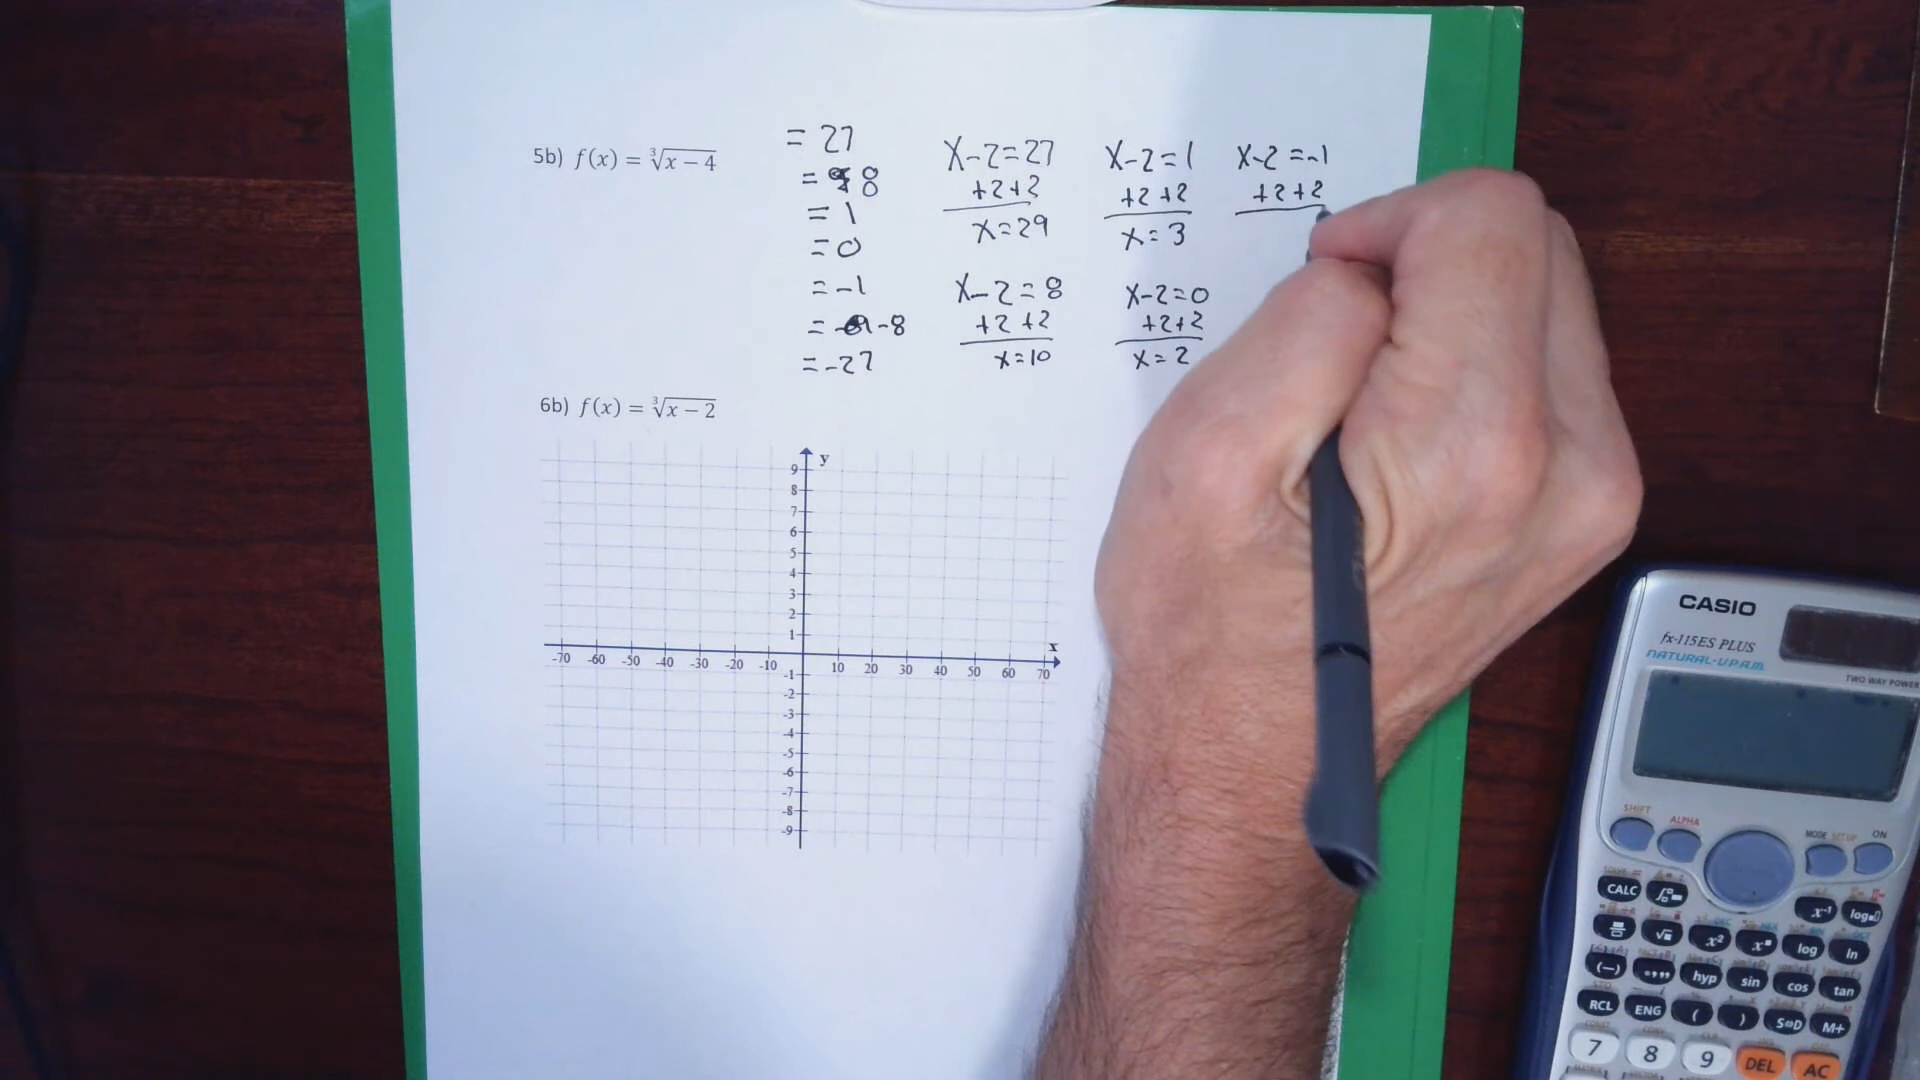 5b) f(x) = ∛(x − 4)
= 27
= 8
= 1
= 0
= -1
= -8
= -27
x-2=27
+2+2
x=29
x-2=8
+2 +2
x=10
x-2=1
+2 +2
x=3
x-2=0
+2+2
x=2
x-2=-1
+2+2
6b) f(x) = ∛(x − 2)
y
9
8
7
6
5
4
3
2
1
x
-70 -60 -50 -40 -30 -20 -10 10 20 30 40 50 60 70
-1
-2
-3
-4
-5
-6
-7
-8
-9
CASIO
fx-115ES PLUS
NATURAL-V.P.A.M.
TWO WAY POWER
SHIFT ALPHA MODE SETUP ON
CALC x⁻¹ log
√ x² log ln
(−) hyp sin cos tan
RCL ENG ( ) S⇔D M+
7 8 9 DEL AC